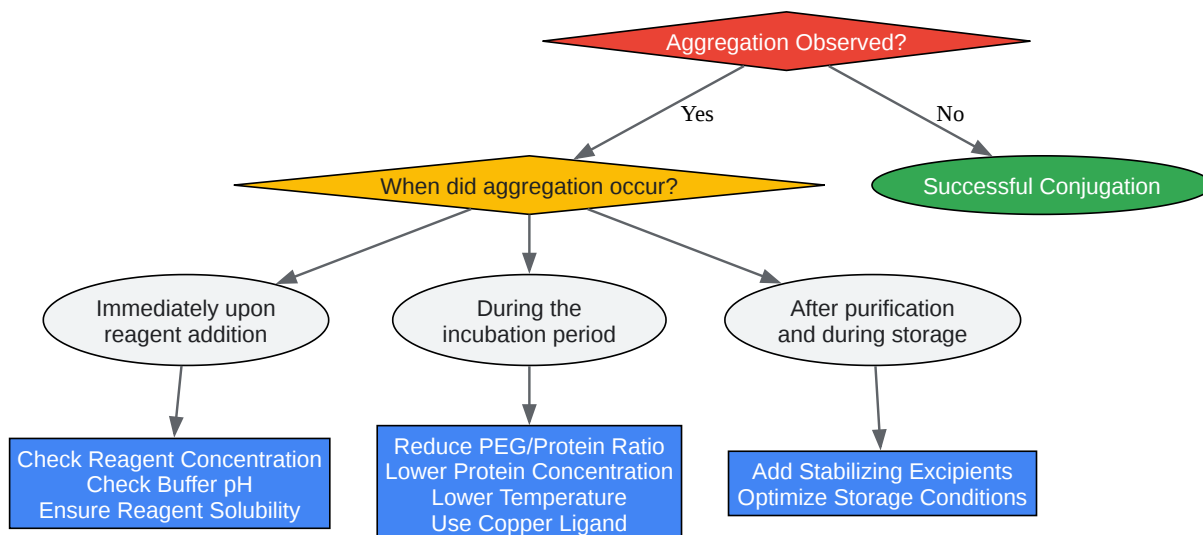 Aggregation Observed?
Yes
No
When did aggregation occur?
Successful Conjugation
Immediately upon
reagent addition
During the
incubation period
After purification
and during storage
Check Reagent Concentration
Check Buffer pH
Ensure Reagent Solubility
Reduce PEG/Protein Ratio
Lower Protein Concentration
Lower Temperature
Use Copper Ligand
Add Stabilizing Excipients
Optimize Storage Conditions